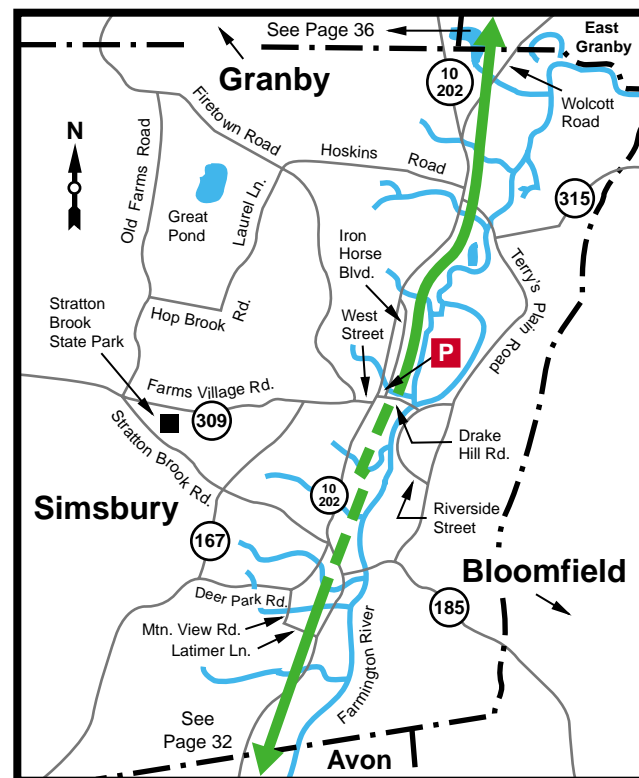 See Page 36
East
Granby
Granby
10
202
Wolcott
Road
Firetown Road
N
Hoskins Road
Old Farms Road
Laurel Ln.
315
Great
Pond
Iron
Horse
Blvd.
Terry's Plain Road
Stratton
Brook
State Park
Hop Brook Rd.
West
Street
P
Farms Village Rd.
309
Stratton Brook Rd.
Drake
Hill Rd.
10
202
Simsbury
Riverside
Street
167
Bloomfield
Deer Park Rd.
185
Mtn. View Rd.
Latimer Ln.
Farmington River
See
Page 32
Avon